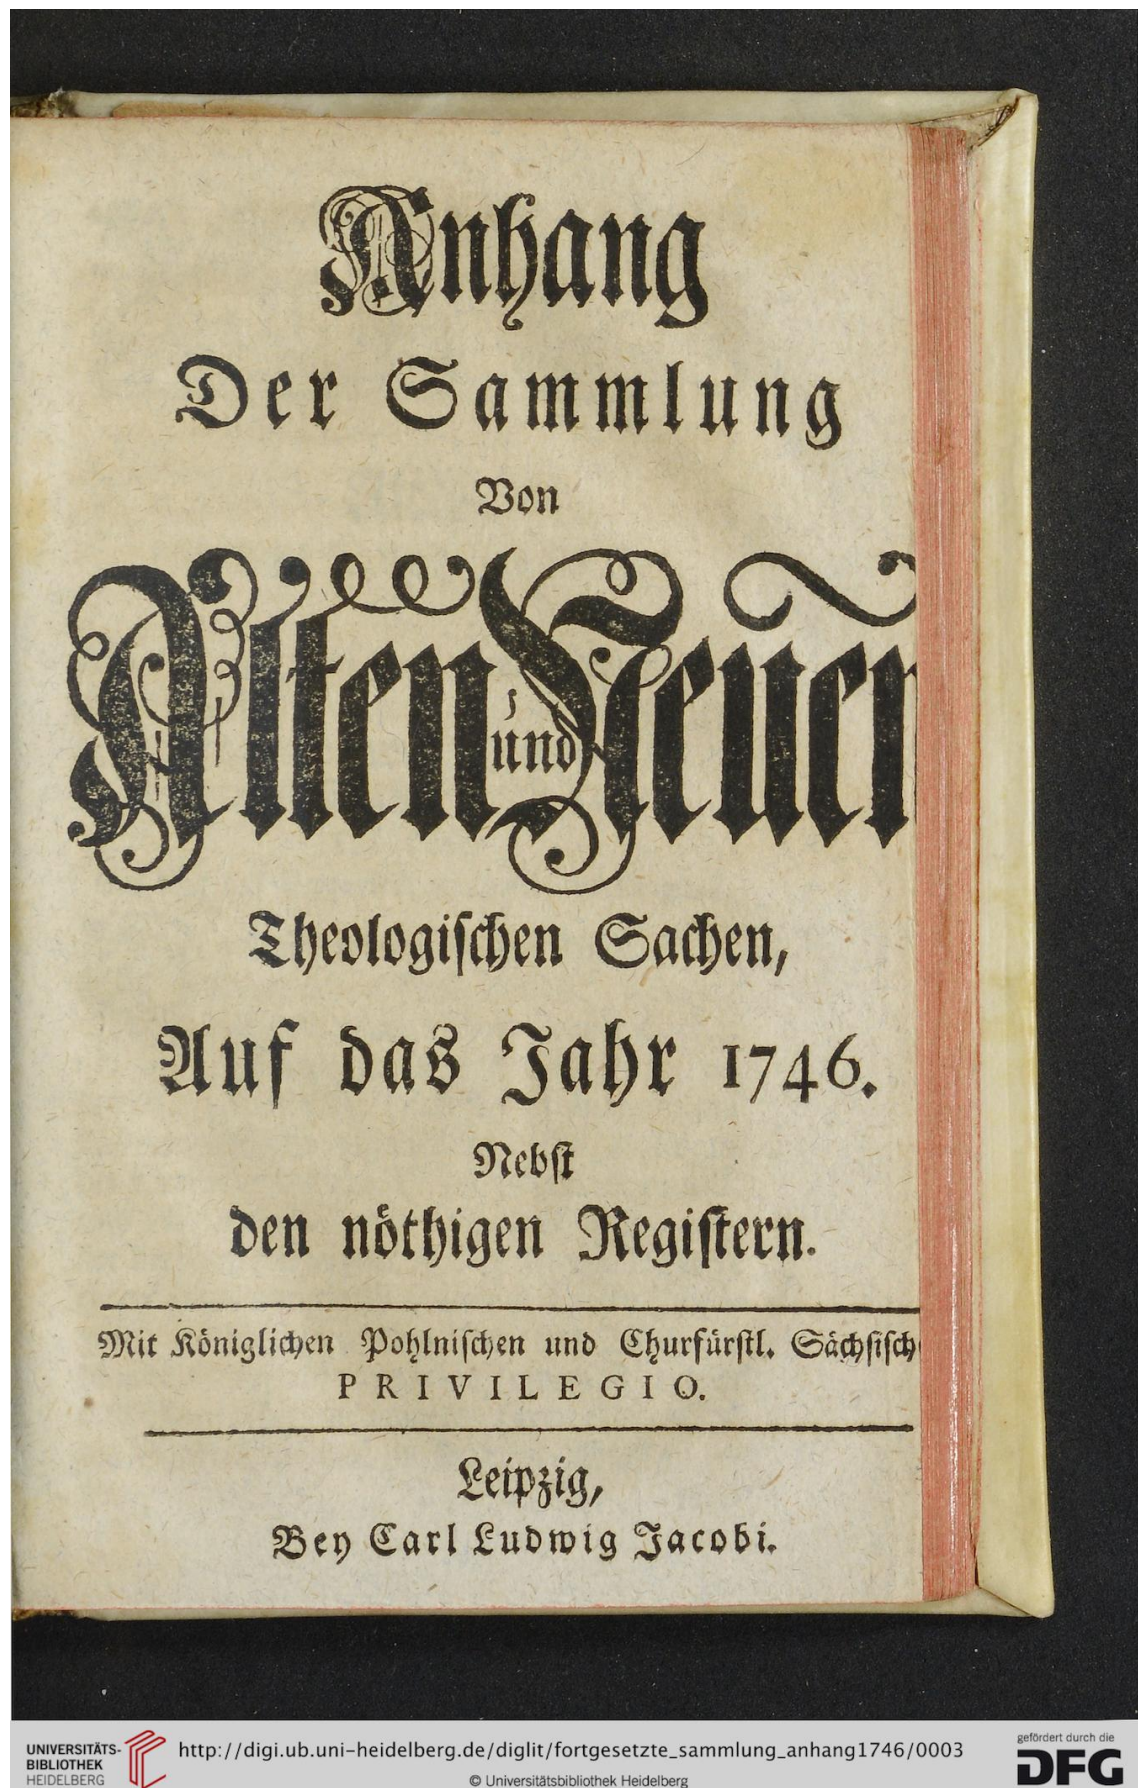 Anhang
Der Sammlung
Von
Alten und Neuen
Theologischen Sachen,
Auf das Jahr 1746.
Nebst
den nöthigen Registern.
Mit Königlichen Pohlnischen und Churfürstl. Sächsisch
PRIVILEGIO.
Leipzig,
Bey Carl Ludwig Jacobi.
UNIVERSITÄTS-
BIBLIOTHEK
HEIDELBERG
http://digi.ub.uni-heidelberg.de/diglit/fortgesetzte_sammlung_anhang1746/0003
© Universitätsbibliothek Heidelberg
gefördert durch die
DFG